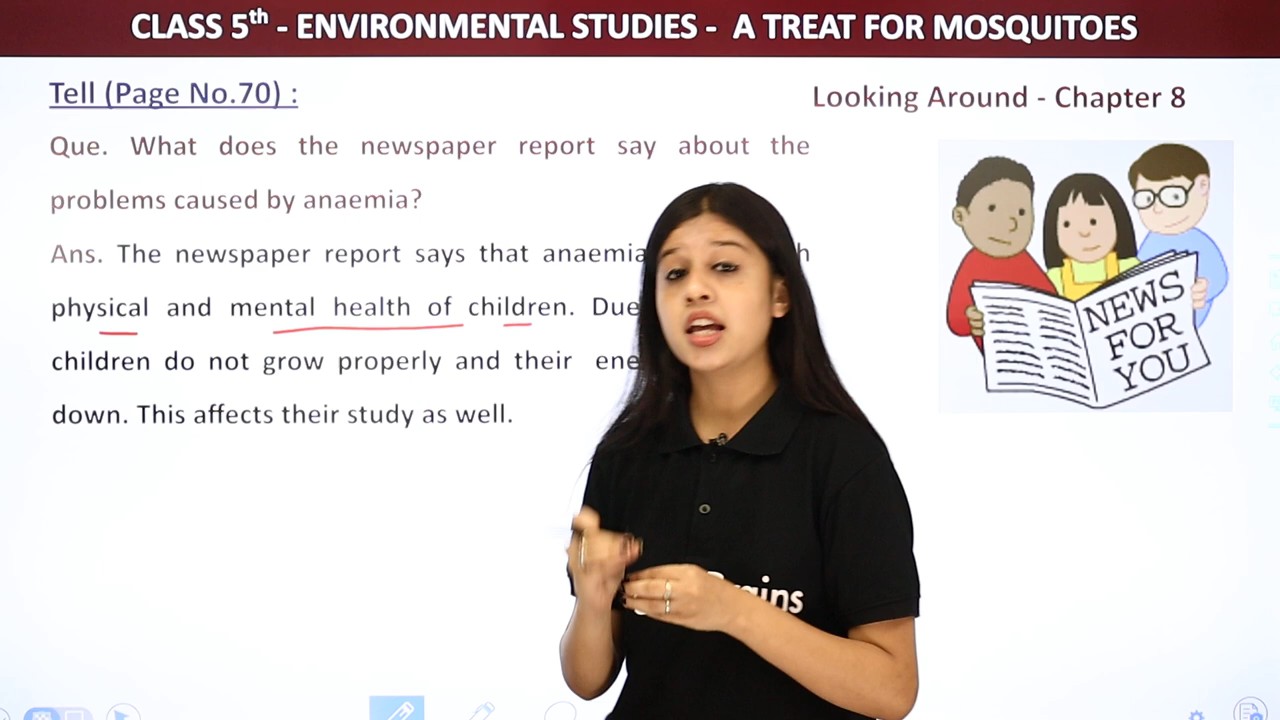 CLASS 5th - ENVIRONMENTAL STUDIES - A TREAT FOR MOSQUITOES
Tell (Page No.70) :
Looking Around - Chapter 8
Que. What does the newspaper report say about the
problems caused by anaemia?
Ans. The newspaper report says that anaemia
physical and mental health of children. Due
children do not grow properly and their
down. This affects their study as well.
NEWS
FOR
YOU